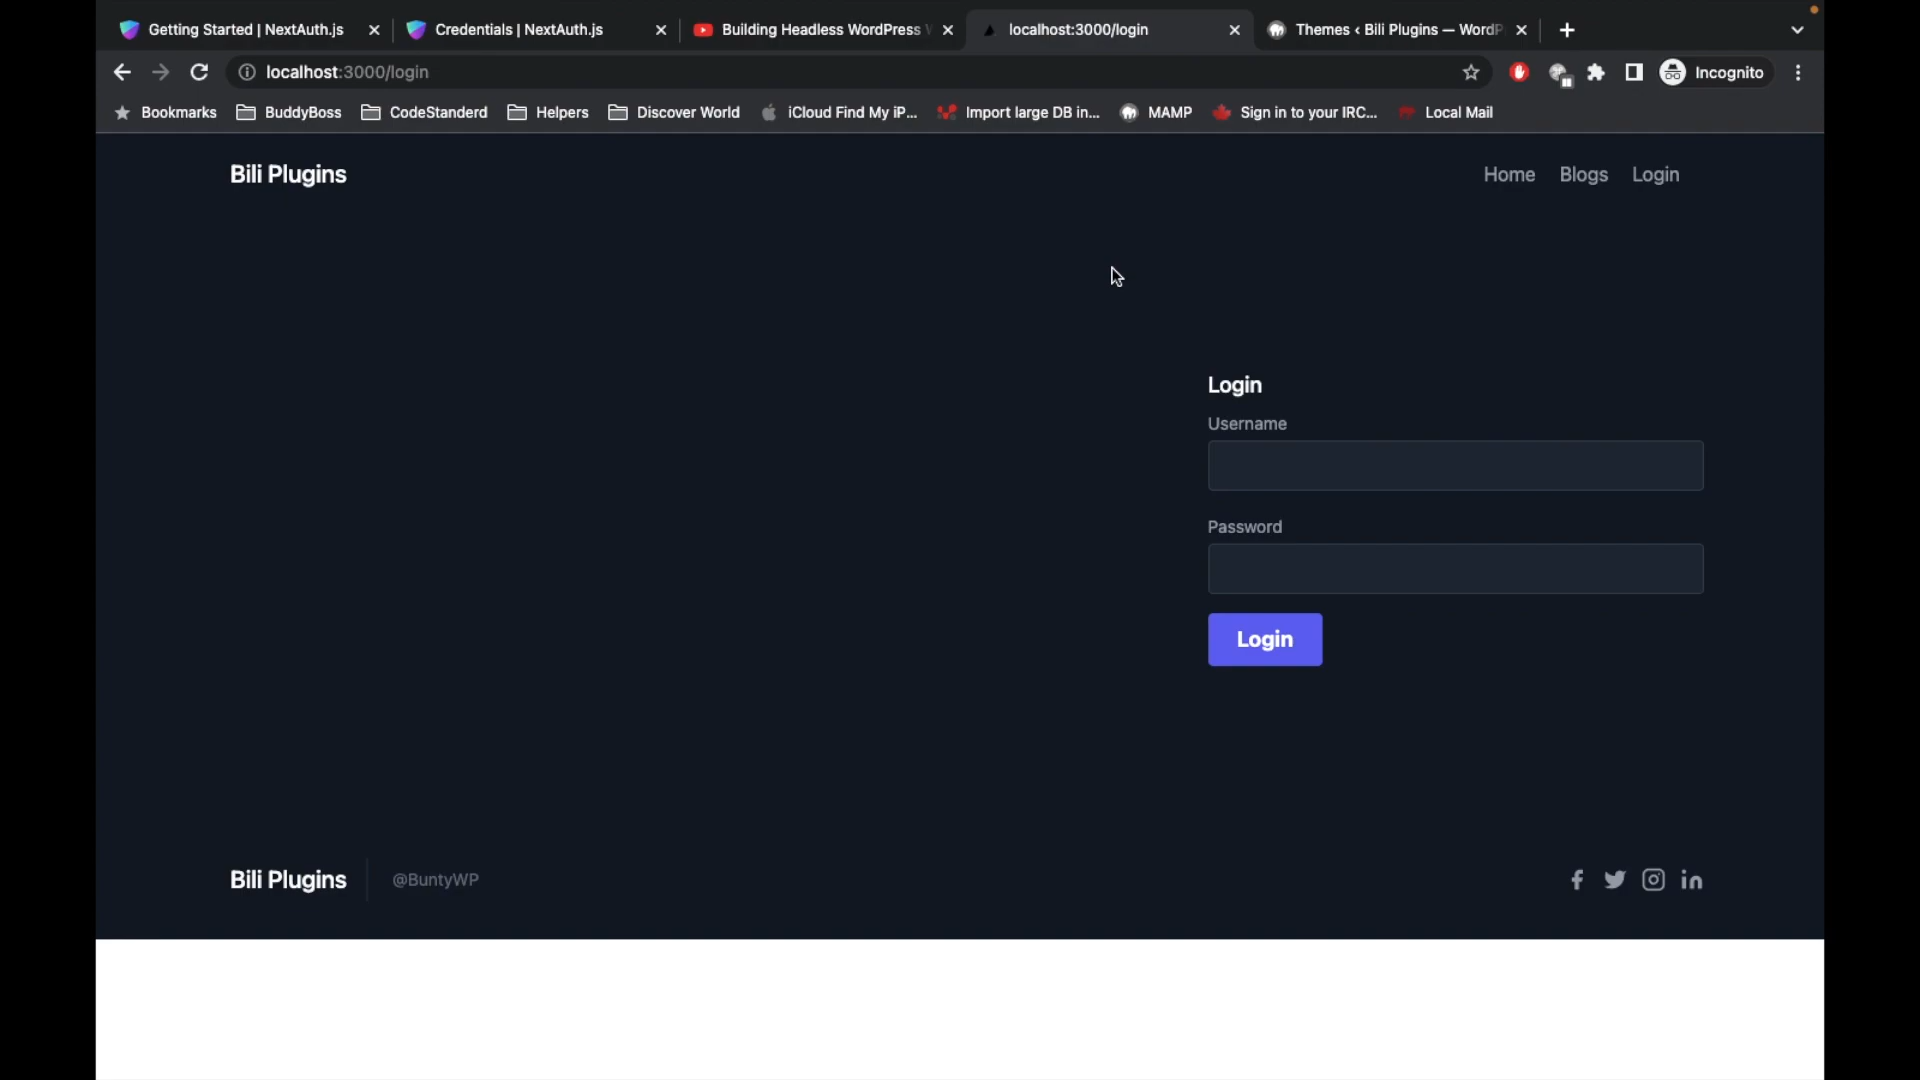 Getting Started | NextAuth.js
Credentials | NextAuth.js
Building Headless WordPress
localhost:3000/login
Themes ‹ Bili Plugins — WordP
localhost:3000/login
Incognito
Bookmarks
BuddyBoss
CodeStanderd
Helpers
Discover World
iCloud Find My iP...
Import large DB in...
MAMP
Sign in to your IRC...
Local Mail
Bili Plugins
Home
Blogs
Login
Login
Username
Password
Login
Bili Plugins
@BuntyWP